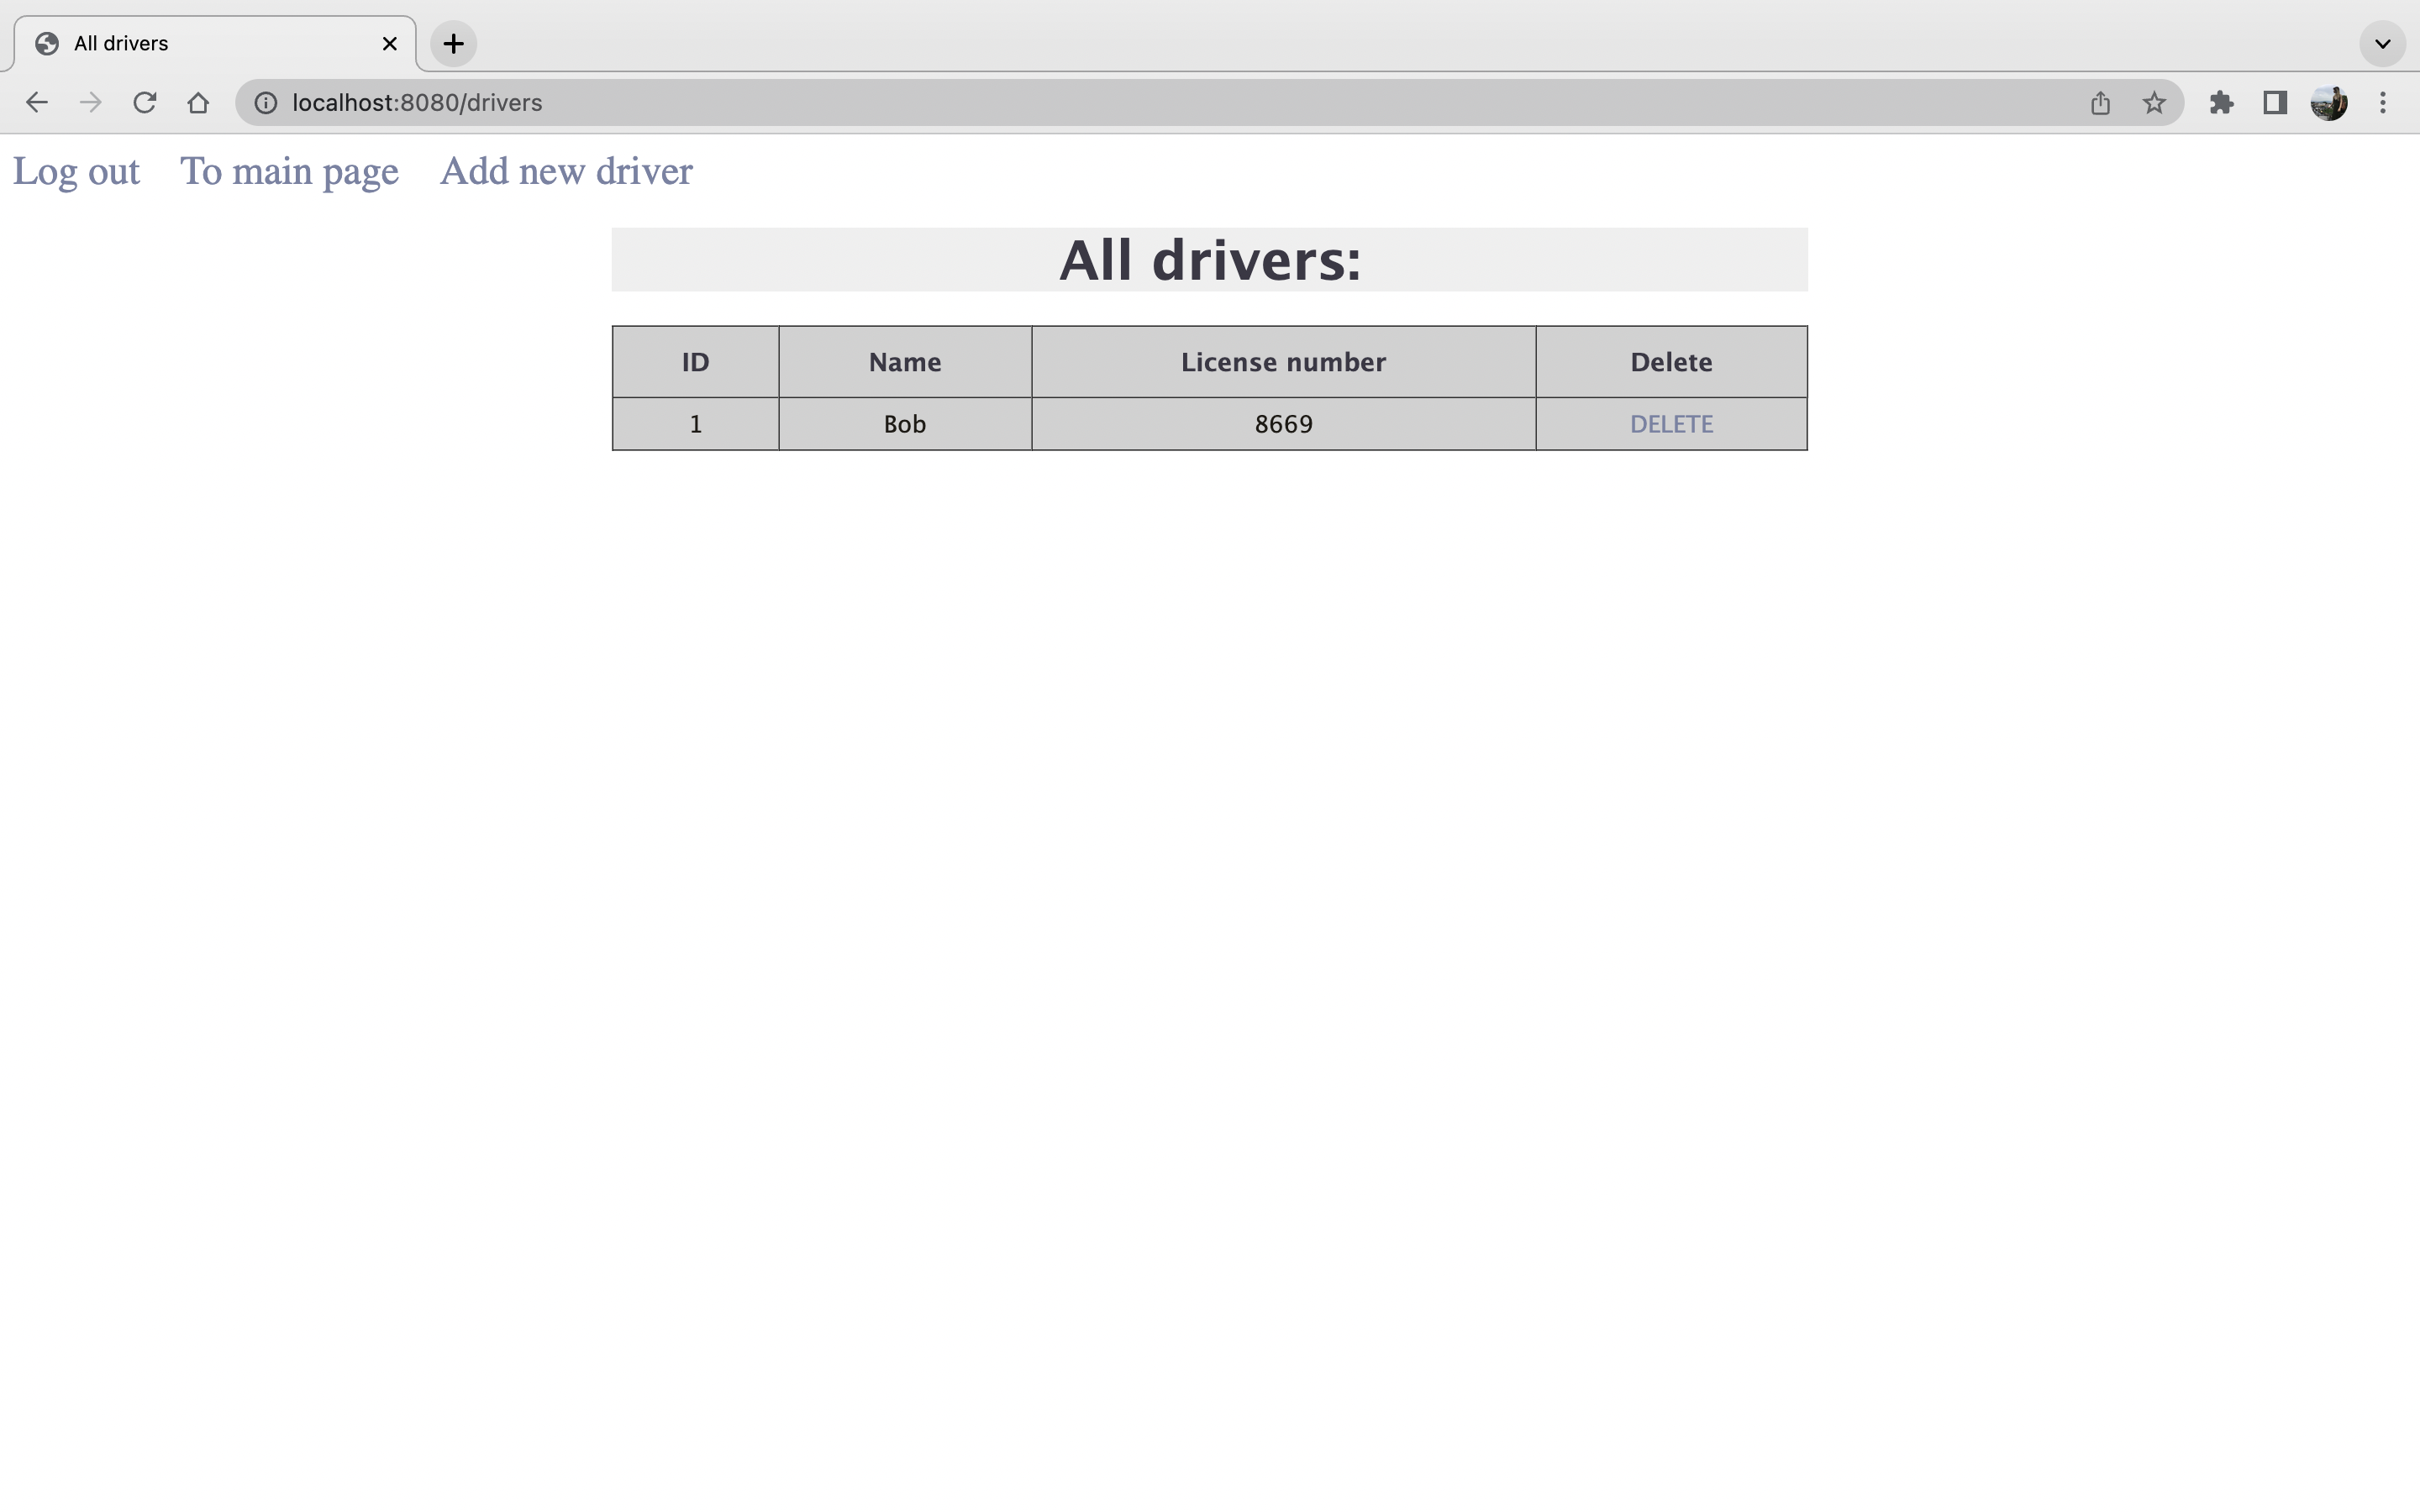 All drivers
localhost:8080/drivers
Log out To main page Add new driver
All drivers:
ID Name License number Delete
1 Bob 8669 DELETE